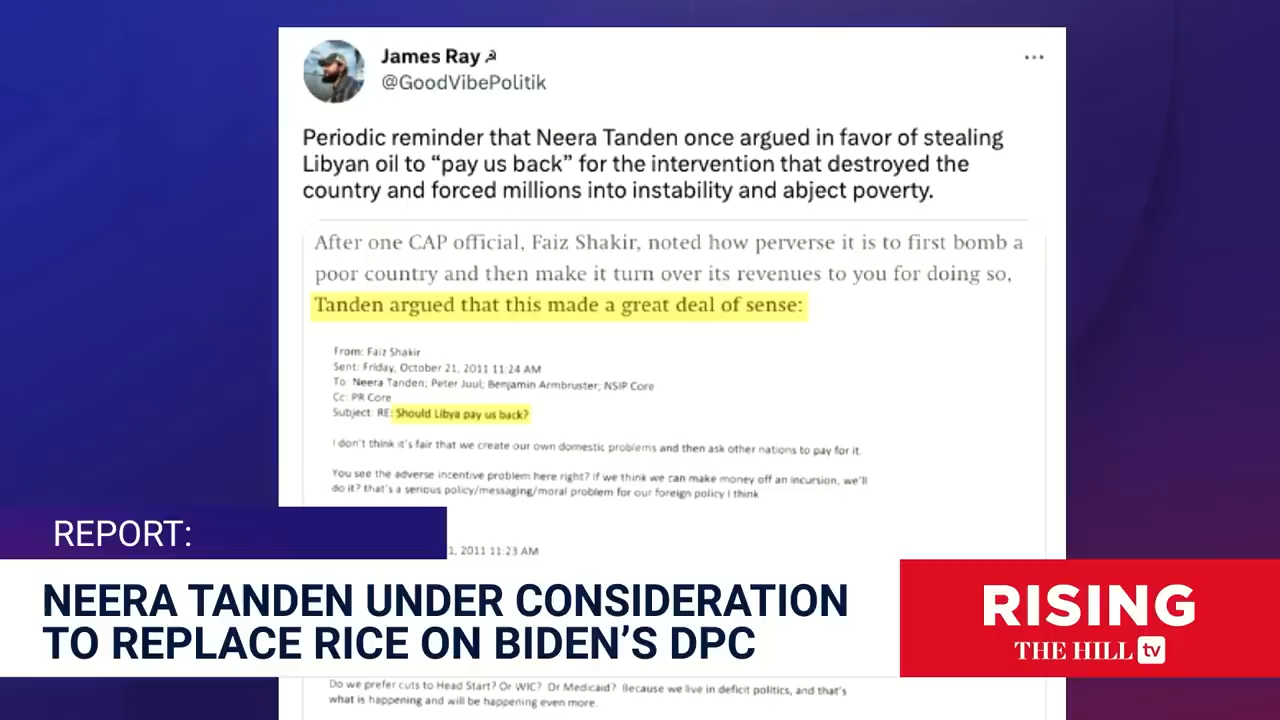 James Ray ☭
@GoodVibePolitik
Periodic reminder that Neera Tanden once argued in favor of stealing
Libyan oil to “pay us back” for the intervention that destroyed the
country and forced millions into instability and abject poverty.
After one CAP official, Faiz Shakir, noted how perverse it is to first bomb a
poor country and then make it turn over its revenues to you for doing so,
Tanden argued that this made a great deal of sense:
From: Faiz Shakir
Sent: Friday, October 21, 2011 11:24 AM
To: Neera Tanden; Peter Juul; Benjamin Armbruster; NSIP Core
Cc: PR Core
Subject: RE: Should Libya pay us back?
I don't think it's fair that we create our own domestic problems and then ask other nations to pay for it.
You see the adverse incentive problem here right? If we think we can make money off an incursion, we'll
do it? that's a serious policy/messaging/moral problem for our foreign policy I think
1, 2011 11:23 AM
REPORT:
NEERA TANDEN UNDER CONSIDERATION
TO REPLACE RICE ON BIDEN’S DPC
RISING
THE HILL tv
Do we prefer cuts to Head Start? Or WIC? Or Medicaid? Because we live in deficit politics, and that's
what is happening and will be happening even more.